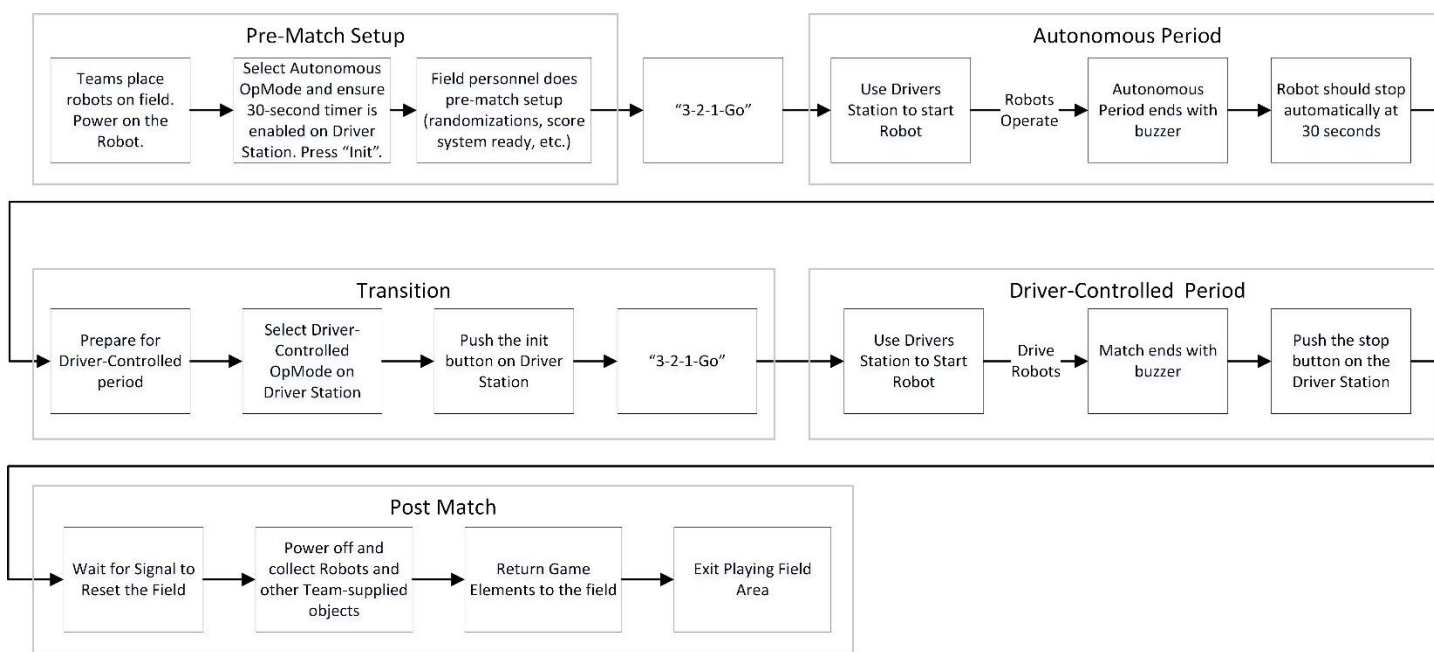 Pre-Match Setup
Teams place
robots on field.
Power on the
Robot.
Select Autonomous
OpMode and ensure
30-second timer is
enabled on Driver
Station. Press “Init”.
Field personnel does
pre-match setup
(randomizations, score
system ready, etc.)
“3-2-1-Go”
Autonomous Period
Use Drivers
Station to start
Robot
Robots
Operate
Autonomous
Period ends with
buzzer
Robot should stop
automatically at
30 seconds
Transition
Prepare for
Driver-Controlled
period
Select Driver-
Controlled
OpMode on
Driver Station
Push the init
button on Driver
Station
“3-2-1-Go”
Driver-Controlled Period
Use Drivers
Station to Start
Robot
Drive
Robots
Match ends with
buzzer
Push the stop
button on the
Driver Station
Post Match
Wait for Signal to
Reset the Field
Power off and
collect Robots and
other Team-supplied
objects
Return Game
Elements to the field
Exit Playing Field
Area